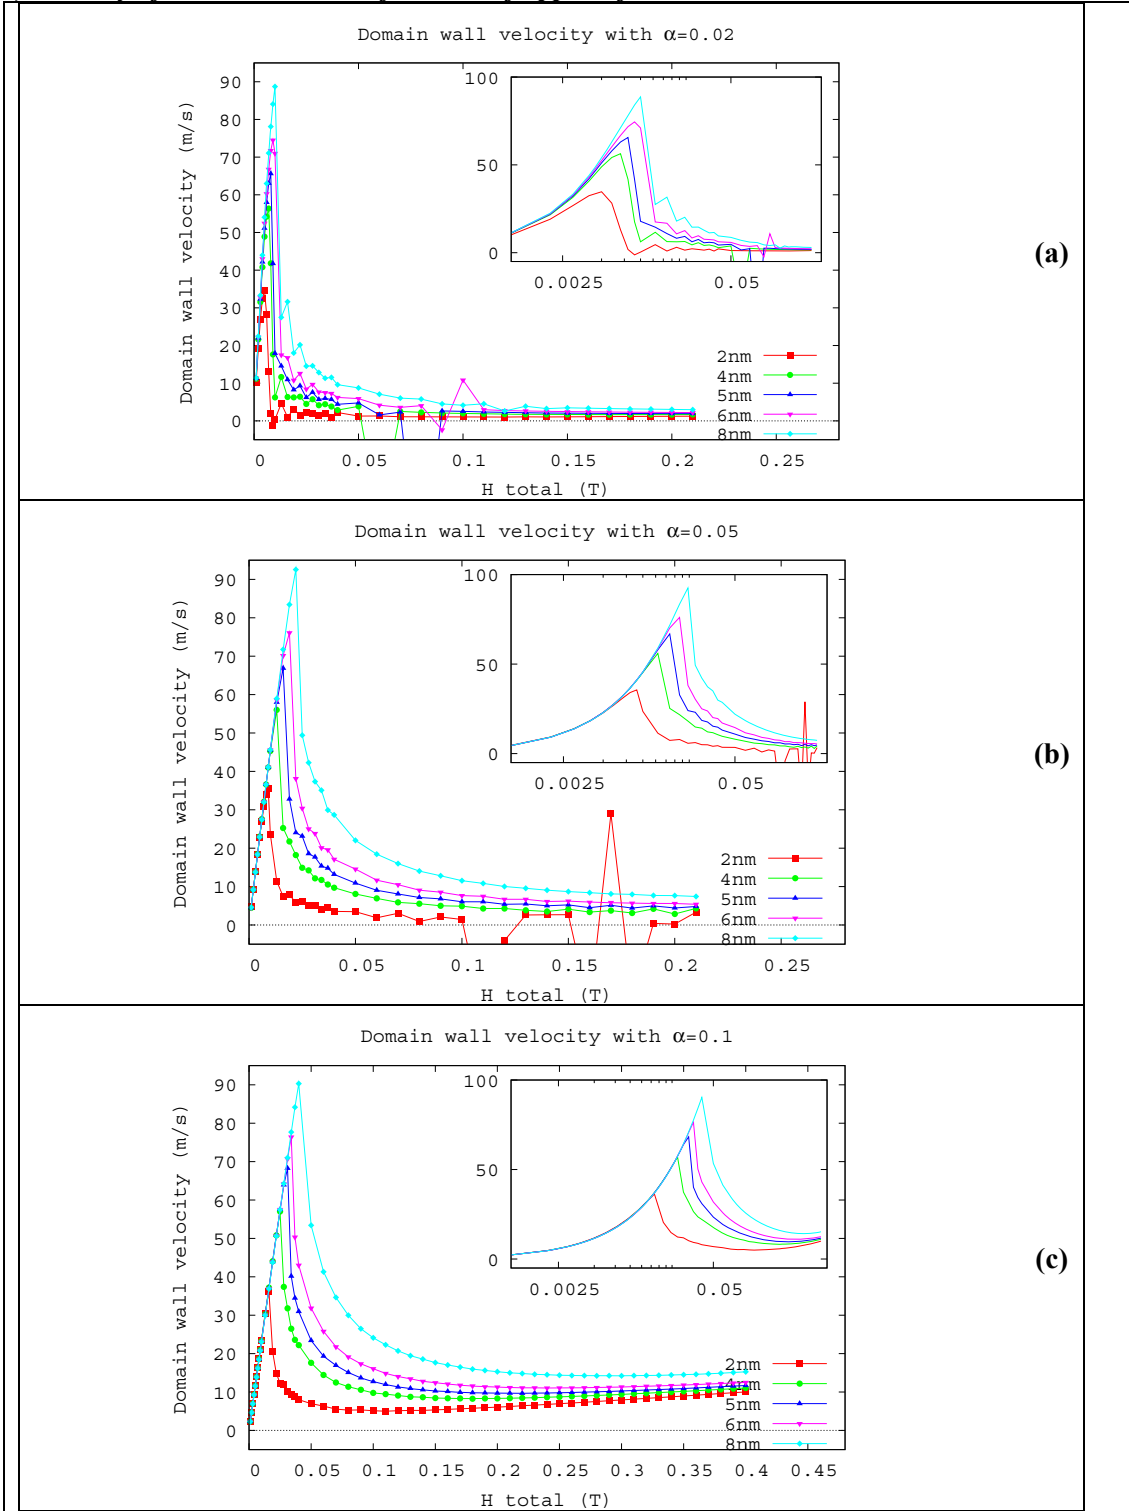 Domain wall velocity with α=0.02
Domain wall velocity (m/s)
90
80
70
60
50
40
30
20
10
0
0 0.05 0.1 0.15 0.2 0.25
H total (T)
100
50
0
0.0025 0.05
2nm
4nm
5nm
6nm
8nm
(a)
Domain wall velocity with α=0.05
Domain wall velocity (m/s)
90
80
70
60
50
40
30
20
10
0
0 0.05 0.1 0.15 0.2 0.25
H total (T)
100
50
0
0.0025 0.05
2nm
4nm
5nm
6nm
8nm
(b)
Domain wall velocity with α=0.1
Domain wall velocity (m/s)
90
80
70
60
50
40
30
20
10
0
0 0.05 0.1 0.15 0.2 0.25 0.3 0.35 0.4 0.45
H total (T)
100
50
0
0.0025 0.05
2nm
4nm
5nm
6nm
8nm
(c)